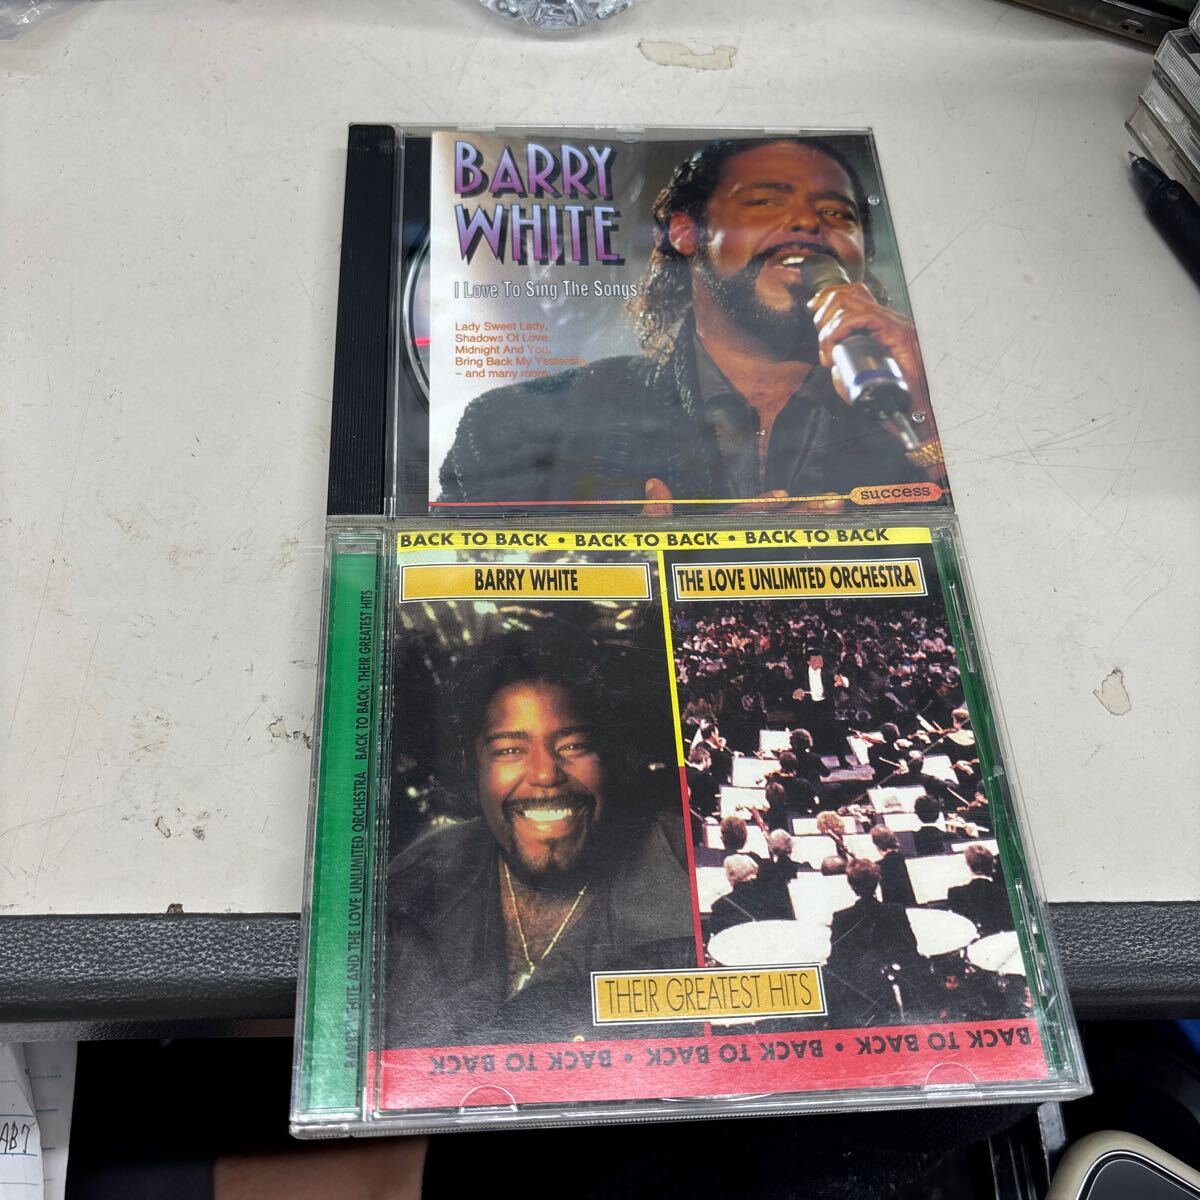 BARRY
WHITE
I Love To Sing The Songs
Lady Sweet Lady,
Shadows Of Love,
Midnight And You,
Bring Back My Yesterday
– and many more...
success
BACK TO BACK • BACK TO BACK • BACK TO BACK
BARRY WHITE
THE LOVE UNLIMITED ORCHESTRA
BARRY WHITE AND THE LOVE UNLIMITED ORCHESTRA BACK TO BACK: THEIR GREATEST HITS
THEIR GREATEST HITS
BACK TO BACK • BACK TO BACK • BACK TO BACK